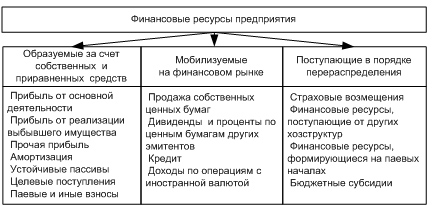 Финансовые ресурсы предприятия
Образуемые за счет
собственных и
приравненных средств
Прибыль от основной
деятельности
Прибыль от реализации
выбывшего имущества
Прочая прибыль
Амортизация
Устойчивые пассивы
Целевые поступления
Паевые и иные взносы
Мобилизуемые
на финансовом рынке
Продажа собственных
ценных бумаг
Дивиденды и проценты по
ценным бумагам других
эмитентов
Кредит
Доходы по операциям с
иностранной валютой
Поступающие в порядке
перераспределения
Страховые возмещения
Финансовые ресурсы,
поступающие от других
хозструктур
Финансовые ресурсы,
формирующиеся на паевых
началах
Бюджетные субсидии